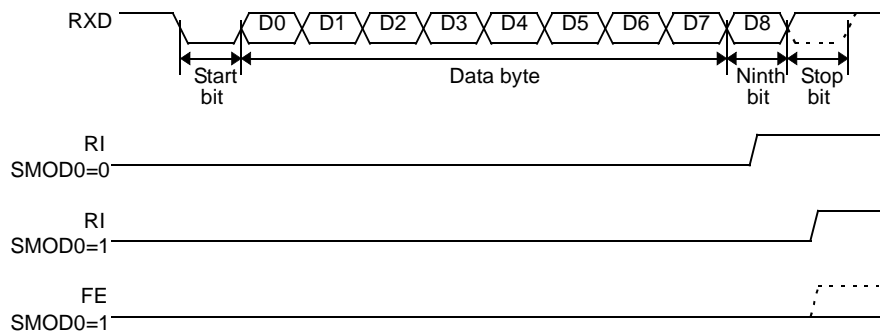 RXD D0 D1 D2 D3 D4 D5 D6 D7 D8
Start bit Data byte Ninth bit Stop bit
RI
SMOD0=0
RI
SMOD0=1
FE
SMOD0=1